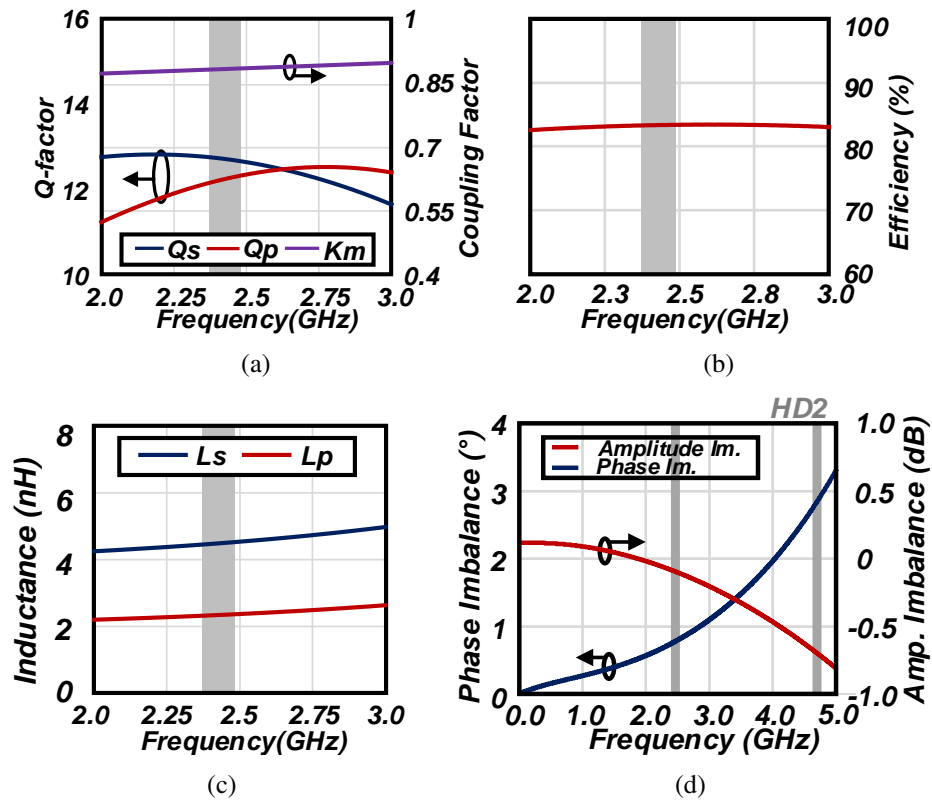 16
14
12
10
Q-factor
1
0.85
0.7
0.55
0.4
Coupling Factor
Qs Qp Km
2.0 2.25 2.5 2.75 3.0
Frequency(GHz)
(a)
100
90
80
70
60
Efficiency (%)
2.0 2.3 2.5 2.8 3.0
Frequency(GHz)
(b)
8
6
4
2
0
Inductance (nH)
Ls Lp
2.0 2.25 2.5 2.75 3.0
Frequency(GHz)
(c)
HD2
4
3
2
1
0
Phase Imbalance (°)
Amplitude Im.
Phase Im.
1.0
0.5
0
-0.5
-1.0
Amp. Imbalance (dB)
0.0 1.0 2.0 3.0 4.0 5.0
Frequency (GHz)
(d)